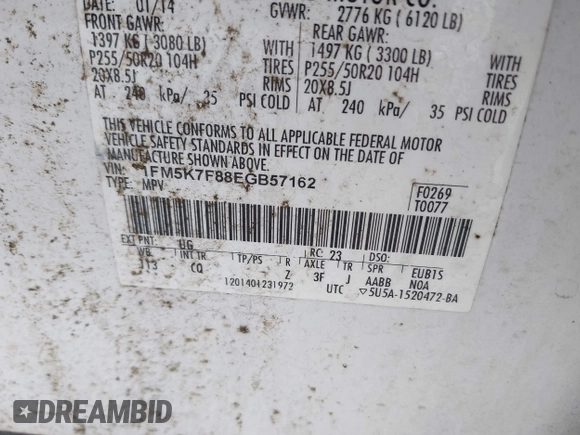 DATE: 01/14
MOTOR CO.
GVWR: 2776 KG ( 6120 LB)
FRONT GAWR:
1397 KG ( 3080 LB)
P255/50R20 104H TIRES
20X8.5J RIMS
AT 240 kPa/ 35 PSI COLD
REAR GAWR:
1497 KG ( 3300 LB)
P255/50R20 104H TIRES
20X8.5J RIMS
AT 240 kPa/ 35 PSI COLD
THIS VEHICLE CONFORMS TO ALL APPLICABLE FEDERAL MOTOR
VEHICLE SAFETY STANDARDS IN EFFECT ON THE DATE OF
MANUFACTURE SHOWN ABOVE.
VIN: 1FM5K7F88EGB57162
TYPE: MPV
F0269
T0077
EXT PNT: UG RC: 23 DSO:
WB INT TR TP/PS R AXLE TR SPR EUB1S
113 CQ Z 3F J AABB N0A
1201401231972 UTC ▽5U5A-1520472-BA
DREAMBID